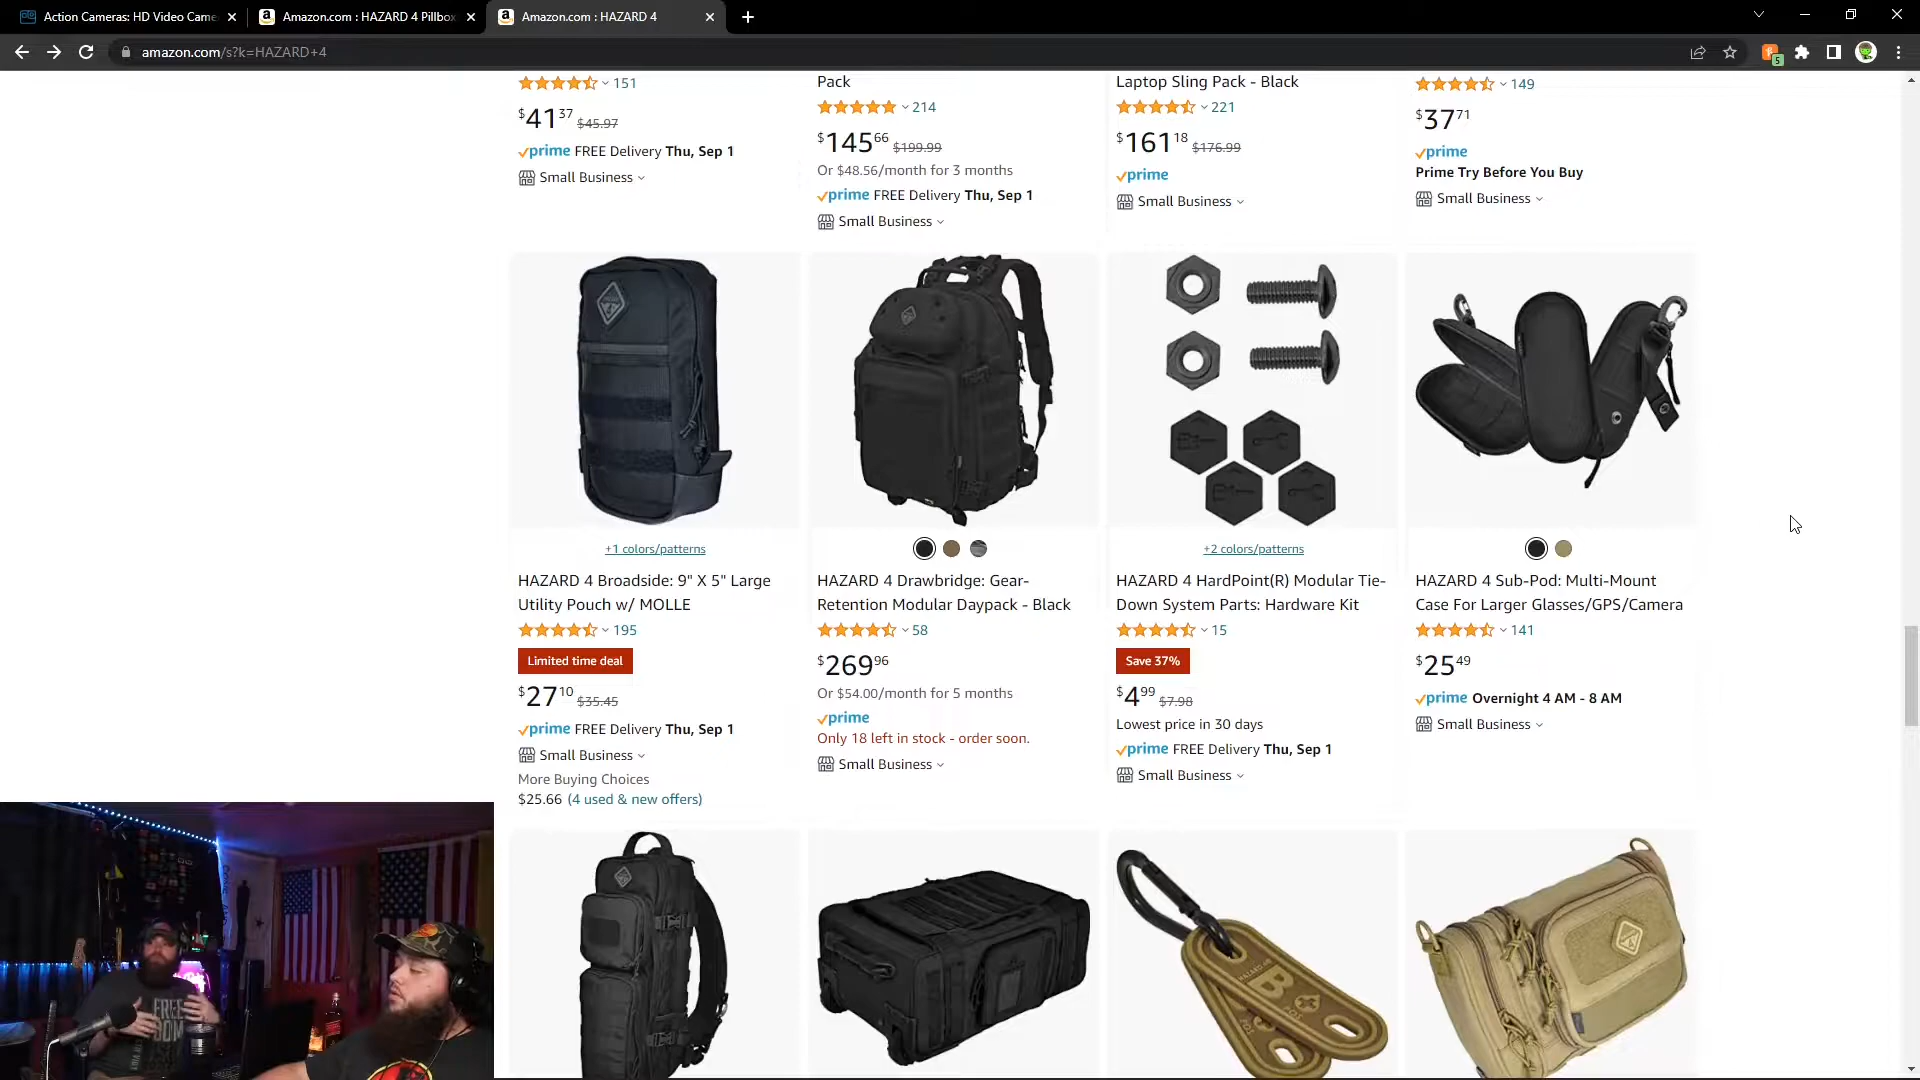 Action Cameras: HD Video Came
Amazon.com : HAZARD 4 Pillbox
Amazon.com : HAZARD 4
amazon.com/s?k=HAZARD+4
5
151
$41 37 $45.97
prime FREE Delivery Thu, Sep 1
Small Business
Pack
214
$145 66 $199.99
Or $48.56/month for 3 months
prime FREE Delivery Thu, Sep 1
Small Business
Laptop Sling Pack - Black
221
$161 18 $176.99
prime
Small Business
149
$37 71
prime
Prime Try Before You Buy
Small Business
+1 colors/patterns
HAZARD 4 Broadside: 9" X 5" Large
Utility Pouch w/ MOLLE
195
Limited time deal
$27 10 $35.45
prime FREE Delivery Thu, Sep 1
Small Business
More Buying Choices
$25.66 (4 used & new offers)
HAZARD 4 Drawbridge: Gear-
Retention Modular Daypack - Black
58
$269 96
Or $54.00/month for 5 months
prime
Only 18 left in stock - order soon.
Small Business
+2 colors/patterns
HAZARD 4 HardPoint(R) Modular Tie-
Down System Parts: Hardware Kit
15
Save 37%
$4 99 $7.98
Lowest price in 30 days
prime FREE Delivery Thu, Sep 1
Small Business
HAZARD 4 Sub-Pod: Multi-Mount
Case For Larger Glasses/GPS/Camera
141
$25 49
prime Overnight 4 AM - 8 AM
Small Business
FREE
DOM